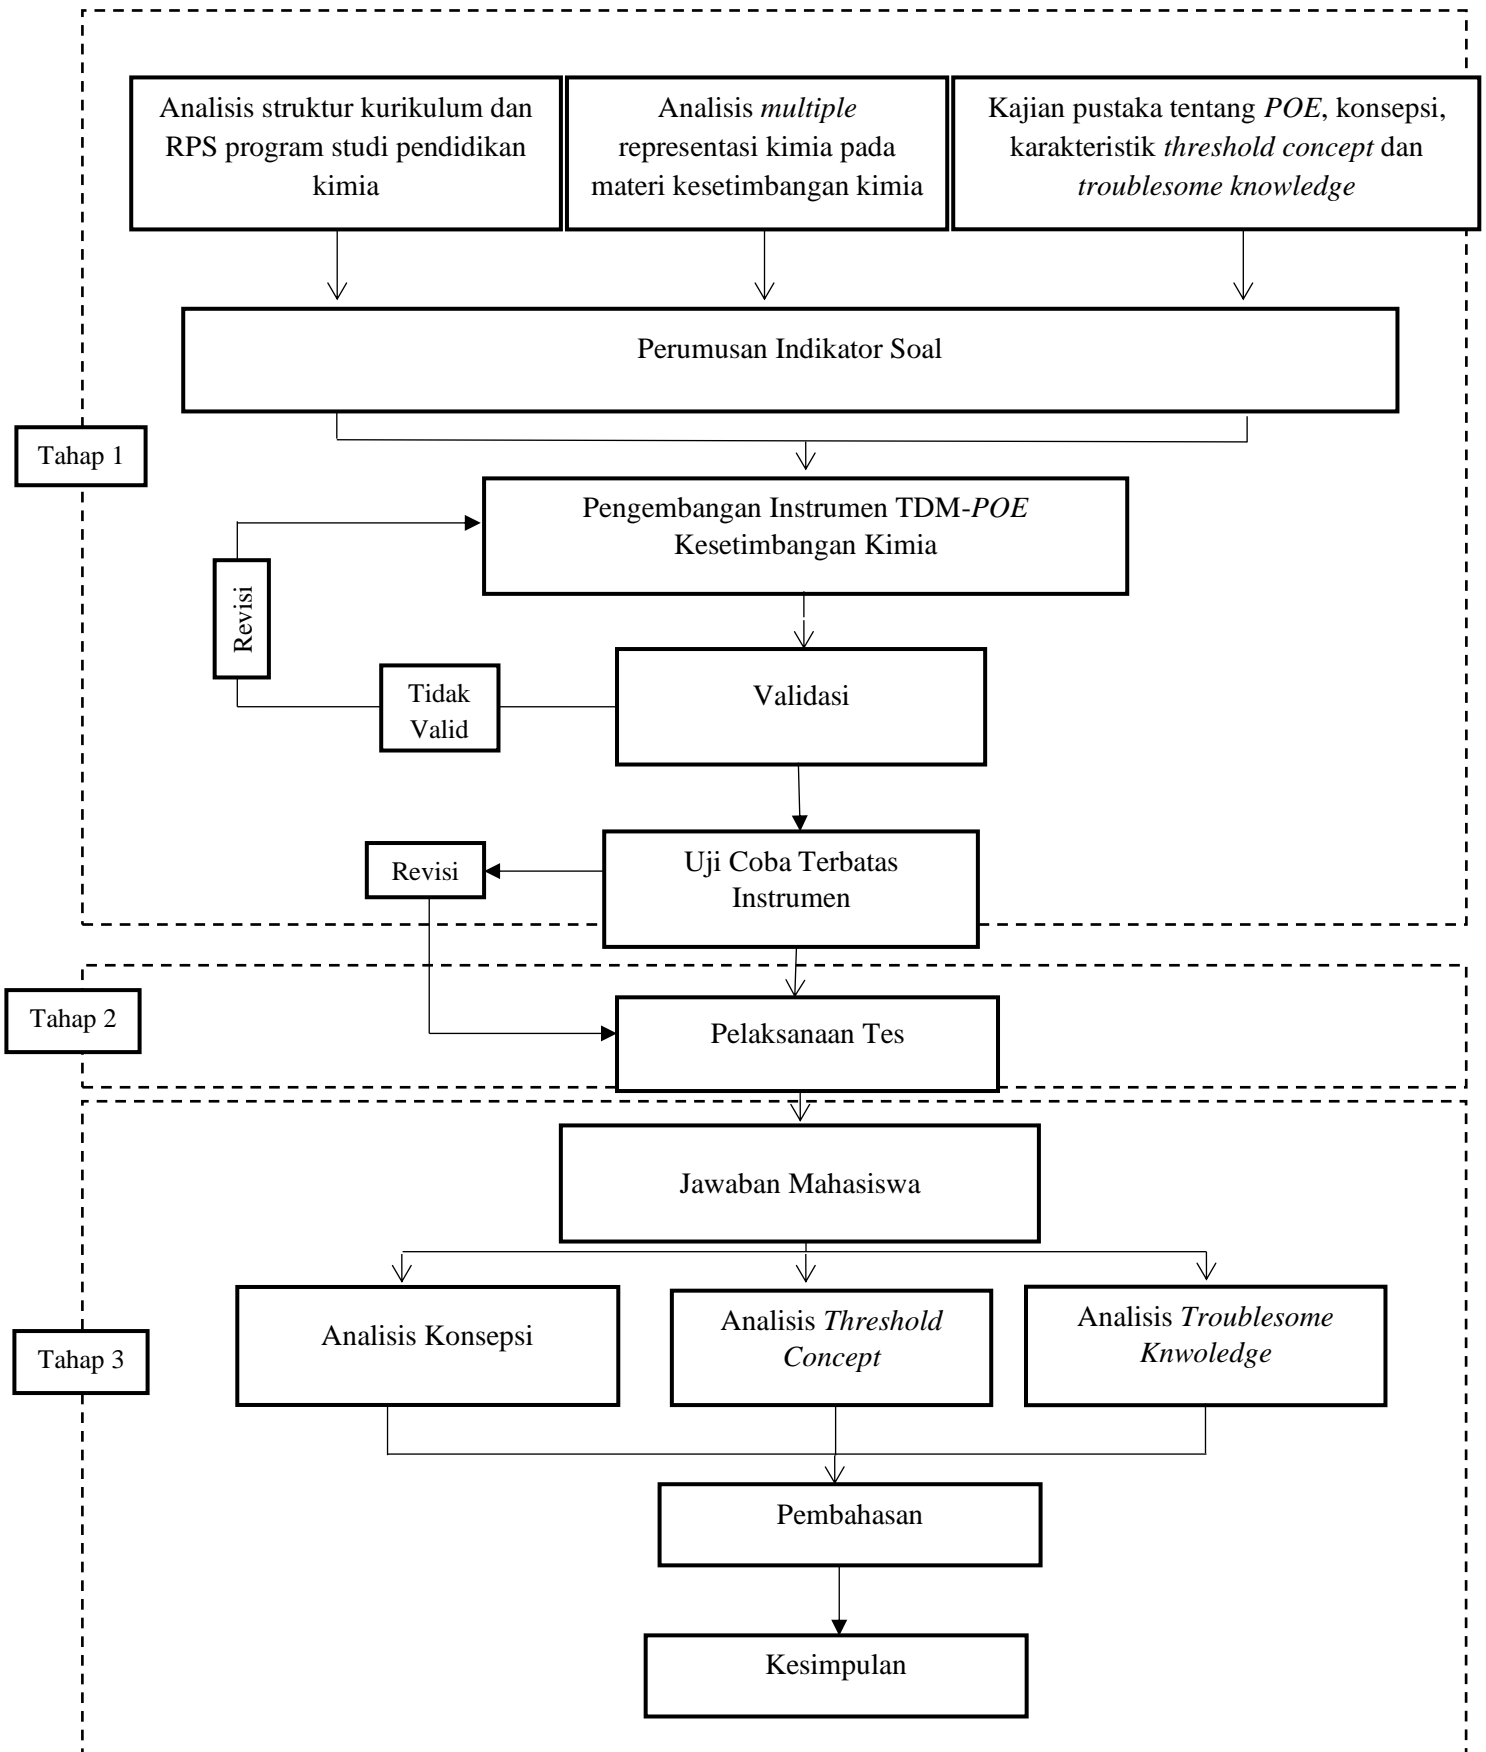 Analisis struktur kurikulum dan
RPS program studi pendidikan
kimia
Analisis multiple
representasi kimia pada
materi kesetimbangan kimia
Kajian pustaka tentang POE, konsepsi,
karakteristik threshold concept dan
troublesome knowledge
Perumusan Indikator Soal
Tahap 1
Pengembangan Instrumen TDM-POE
Kesetimbangan Kimia
Revisi
Tidak
Valid
Validasi
Revisi
Uji Coba Terbatas
Instrumen
Tahap 2
Pelaksanaan Tes
Jawaban Mahasiswa
Tahap 3
Analisis Konsepsi
Analisis Threshold
Concept
Analisis Troublesome
Knwoledge
Pembahasan
Kesimpulan